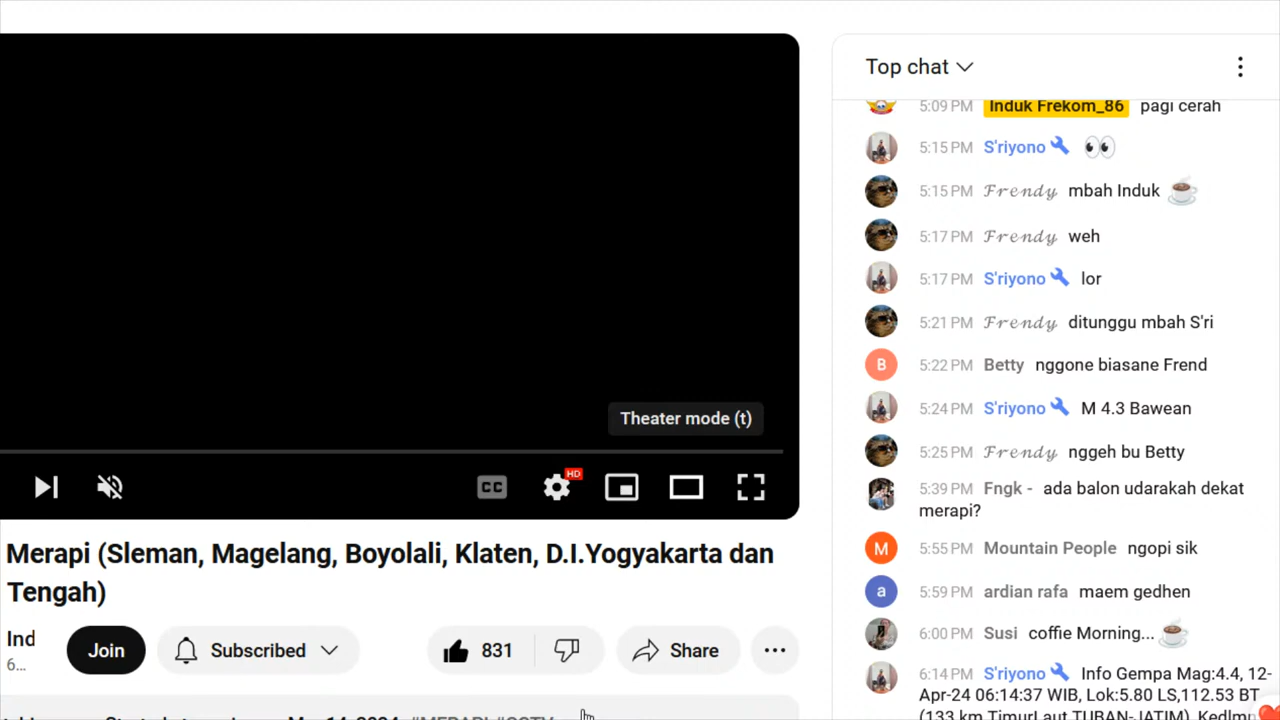 Top chat
5:09 PM Induk Frekom_86 pagi cerah
5:15 PM S'riyono
5:15 PM Frendy mbah Induk
5:17 PM Frendy weh
5:17 PM S'riyono lor
5:21 PM Frendy ditunggu mbah S'ri
B 5:22 PM Betty nggone biasane Frend
5:24 PM S'riyono M 4.3 Bawean
5:25 PM Frendy nggeh bu Betty
5:39 PM Fngk - ada balon udarakah dekat
merapi?
M 5:55 PM Mountain People ngopi sik
a 5:59 PM ardian rafa maem gedhen
6:00 PM Susi coffie Morning...
6:14 PM S'riyono Info Gempa Mag:4.4, 12-
Apr-24 06:14:37 WIB, Lok:5.80 LS,112.53 BT
(133 km TimurLaut TUBAN-JATIM), Kedlmn
Theater mode (t)
CC HD
Merapi (Sleman, Magelang, Boyolali, Klaten, D.I.Yogyakarta dan
Tengah)
Ind
6...
Join
Subscribed
831
Share
#MERAPI #CCTV